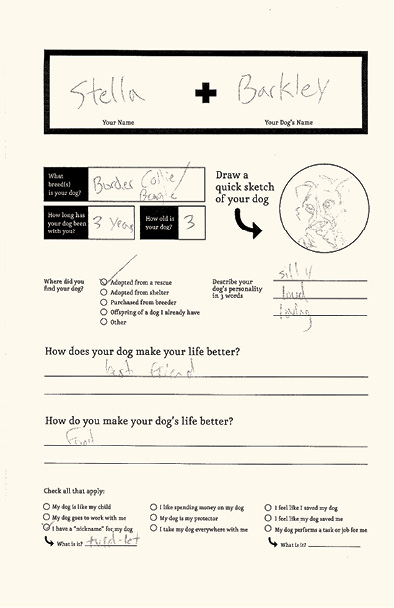 Stella + Barkley
Your Name
Your Dog's Name
What breed(s) is your dog?
Border Collie/
Beagle
How long has your dog been with you?
3 Years
How old is your dog?
3
Draw a
quick sketch
of your dog
Where did you
find your dog?
Adopted from a rescue
Adopted from shelter
Purchased from breeder
Offspring of a dog I already have
Other
Describe your
dog's personality
in 3 words
silly
loud
loving
How does your dog make your life better?
best friend
How do you make your dog's life better?
Food
Check all that apply:
My dog is like my child
My dog goes to work with me
I have a "nickname" for my dog
What is it? turd-let
I like spending money on my dog
My dog is my protector
I take my dog everywhere with me
I feel like I saved my dog
I feel like my dog saved me
My dog performs a task or job for me
What is it?